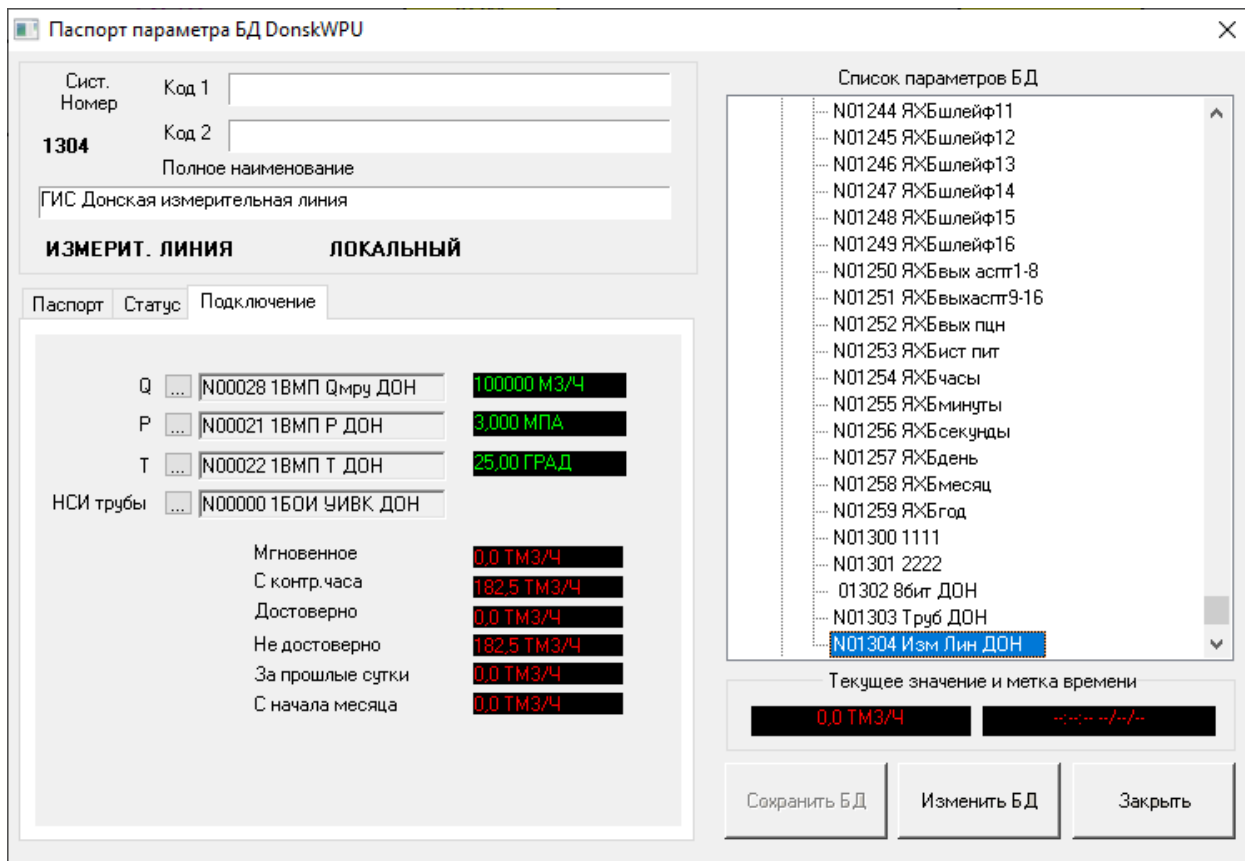 Паспорт параметра БД DonskWPU
Сист. Номер
1304
Код 1
Код 2
Полное наименование
ГИС Донская измерительная линия
ИЗМЕРИТ. ЛИНИЯ ЛОКАЛЬНЫЙ
Паспорт Статус Подключение
Q ... N00028 1ВМП Qмру ДОН 100000 М3/Ч
P ... N00021 1ВМП Р ДОН 3,000 МПА
T ... N00022 1ВМП Т ДОН 25,00 ГРАД
НСИ трубы ... N00000 1БОИ УИВК ДОН
Мгновенное 0,0 ТМ3/Ч
С контр.часа 182,5 ТМ3/Ч
Достоверно 0,0 ТМ3/Ч
Не достоверно 182,5 ТМ3/Ч
За прошлые сутки 0,0 ТМ3/Ч
С начала месяца 0,0 ТМ3/Ч
Список параметров БД
N01244 ЯХБшлейф11
N01245 ЯХБшлейф12
N01246 ЯХБшлейф13
N01247 ЯХБшлейф14
N01248 ЯХБшлейф15
N01249 ЯХБшлейф16
N01250 ЯХБвых аспт1-8
N01251 ЯХБвыхаспт9-16
N01252 ЯХБвых пцн
N01253 ЯХБист пит
N01254 ЯХБчасы
N01255 ЯХБминуты
N01256 ЯХБсекунды
N01257 ЯХБдень
N01258 ЯХБмесяц
N01259 ЯХБгод
N01300 1111
N01301 2222
01302 8бит ДОН
N01303 Труб ДОН
N01304 Изм Лин ДОН
Текущее значение и метка времени
0,0 ТМ3/Ч --:--:-- --/--/--
Сохранить БД Изменить БД Закрыть